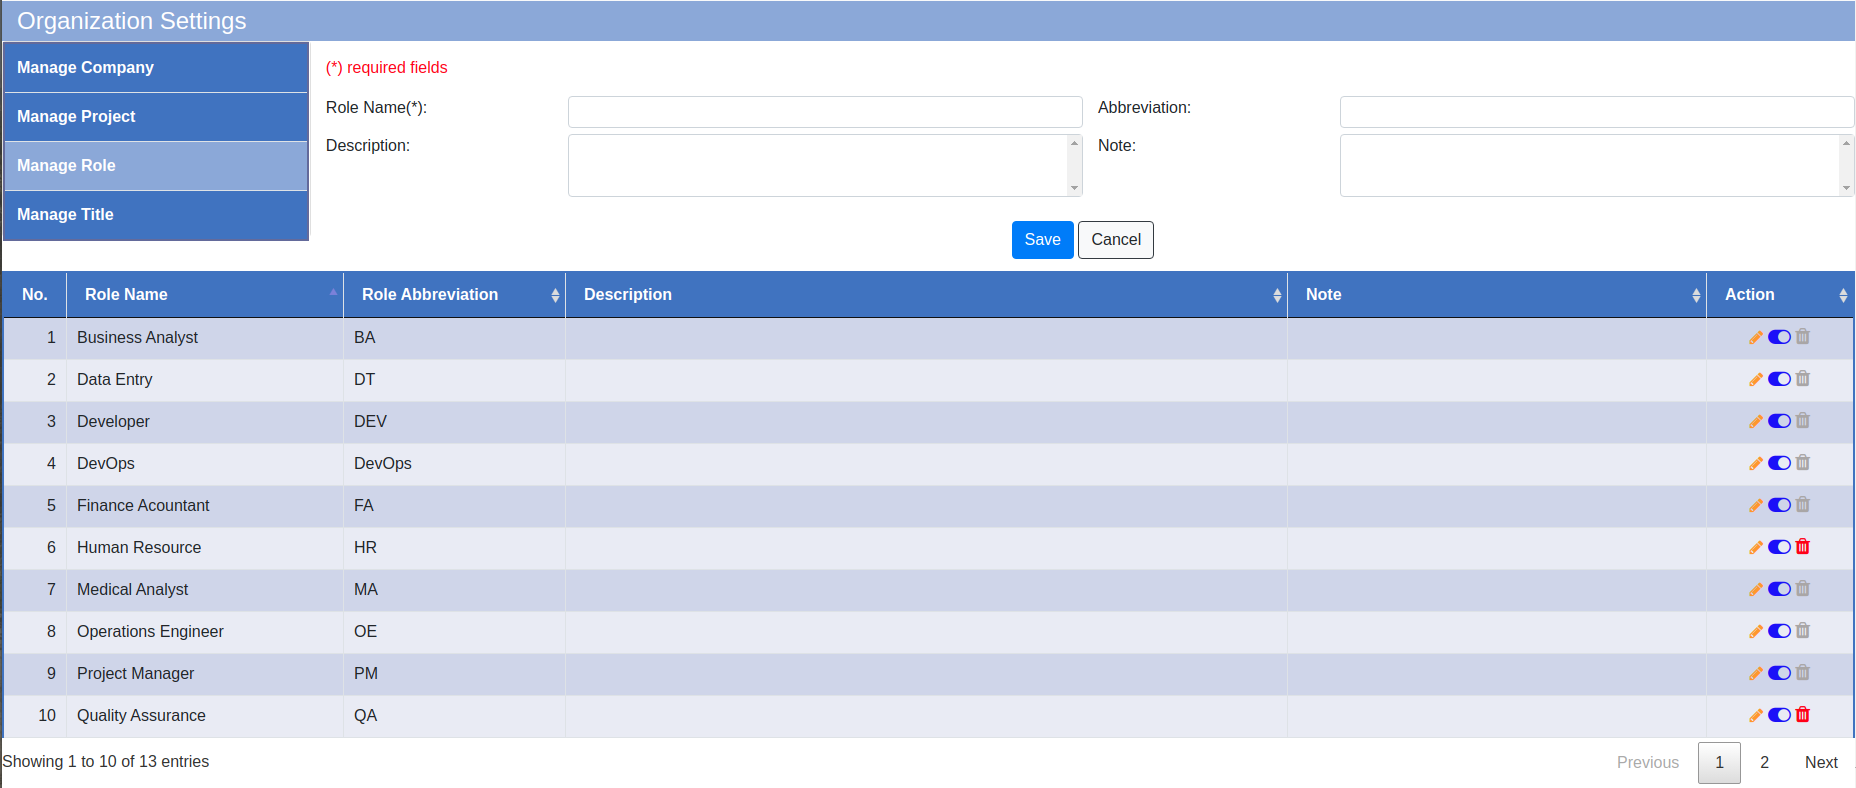 Organization Settings
Manage Company
Manage Project
Manage Role
Manage Title
(*) required fields
Role Name(*):
Abbreviation:
Description:
Note:
Save Cancel
No. Role Name Role Abbreviation Description Note Action
1 Business Analyst BA
2 Data Entry DT
3 Developer DEV
4 DevOps DevOps
5 Finance Acountant FA
6 Human Resource HR
7 Medical Analyst MA
8 Operations Engineer OE
9 Project Manager PM
10 Quality Assurance QA
Showing 1 to 10 of 13 entries
Previous 1 2 Next